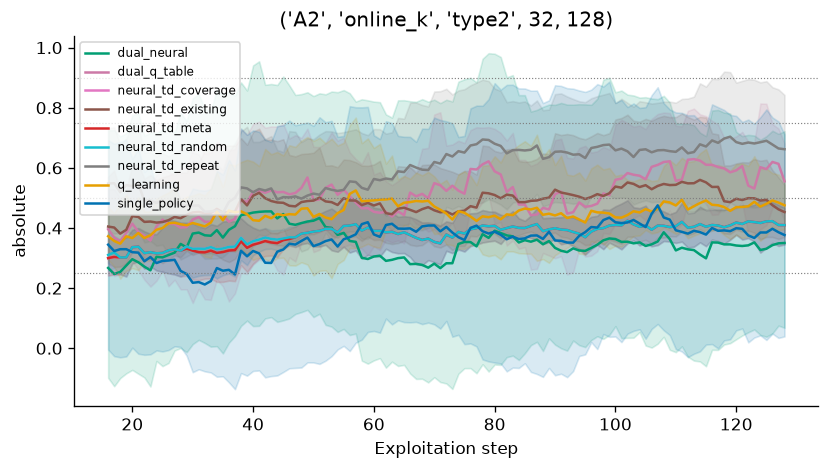 ('A2', 'online_k', 'type2', 32, 128)
dual_neural
dual_q_table
neural_td_coverage
neural_td_existing
neural_td_meta
neural_td_random
neural_td_repeat
q_learning
single_policy
absolute
1.0
0.8
0.6
0.4
0.2
0.0
20 40 60 80 100 120
Exploitation step